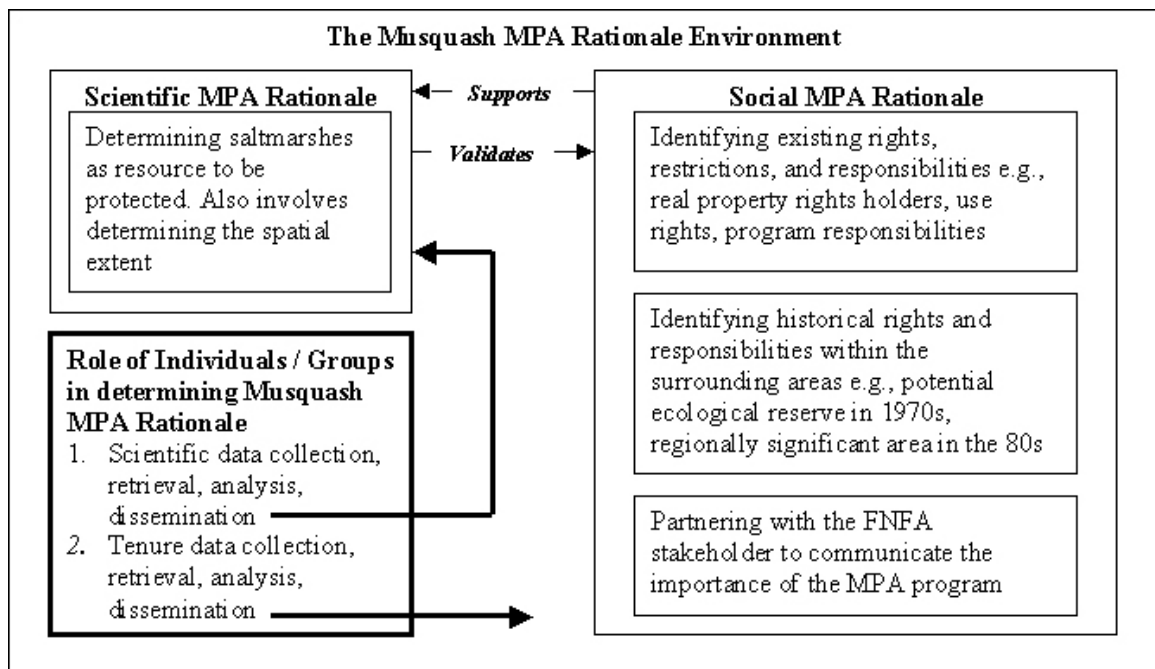 The Musquash MPA Rationale Environment
Scientific MPA Rationale
Determining saltmarshes
as resource to be
protected. Also involves
determining the spatial
extent
Supports
Validates
Social MPA Rationale
Identifying existing rights,
restrictions, and responsibilities e.g.,
real property rights holders, use
rights, program responsibilities
Identifying historical rights and
responsibilities within the
surrounding areas e.g., potential
ecological reserve in 1970s,
regionally significant area in the 80s
Partnering with the FNFA
stakeholder to communicate the
importance of the MPA program
Role of Individuals / Groups
in determining Musquash
MPA Rationale
1. Scientific data collection,
retrieval, analysis,
dissemination
2. Tenure data collection,
retrieval, analysis,
dissemination